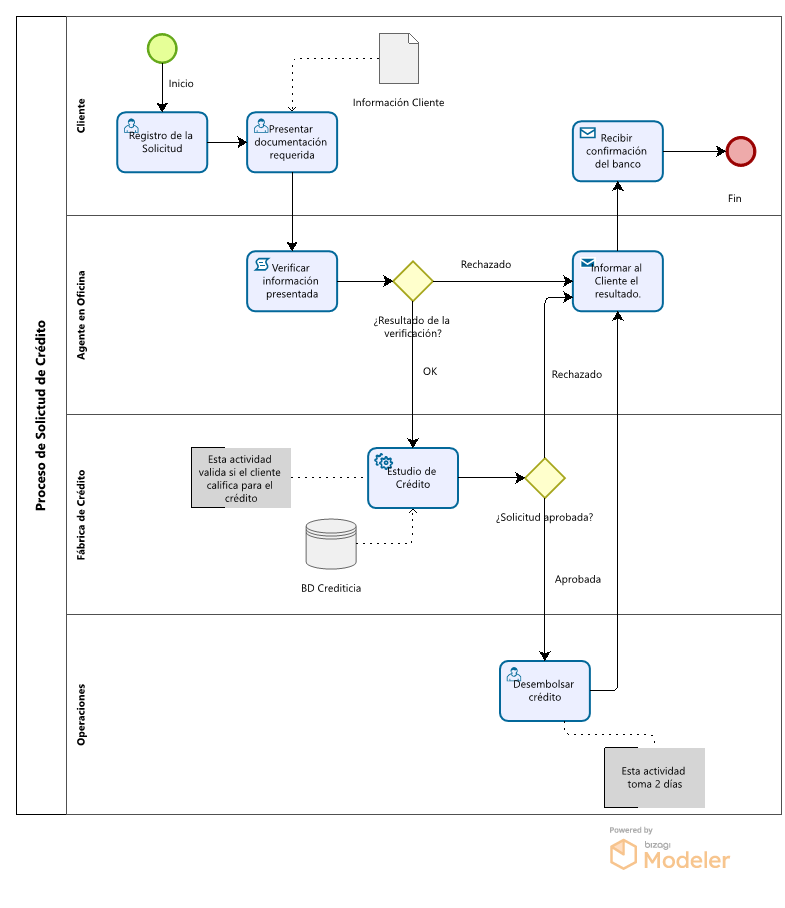 Proceso de Solictud de Crédito
Cliente
Inicio
Registro de la
Solicitud
Presentar
documentación
requerida
Información Cliente
Recibir
confirmación
del banco
Fin
Agente en Oficina
Verificar
información
presentada
¿Resultado de la
verificación?
Rechazado
OK
Informar al
Cliente el
resultado.
Rechazado
Fábrica de Crédito
Esta actividad
valida si el cliente
califica para el
crédito
Estudio de
Crédito
BD Crediticia
¿Solicitud aprobada?
Aprobada
Operaciones
Desembolsar
crédito
Esta actividad
toma 2 días
Powered by
bizagi
Modeler